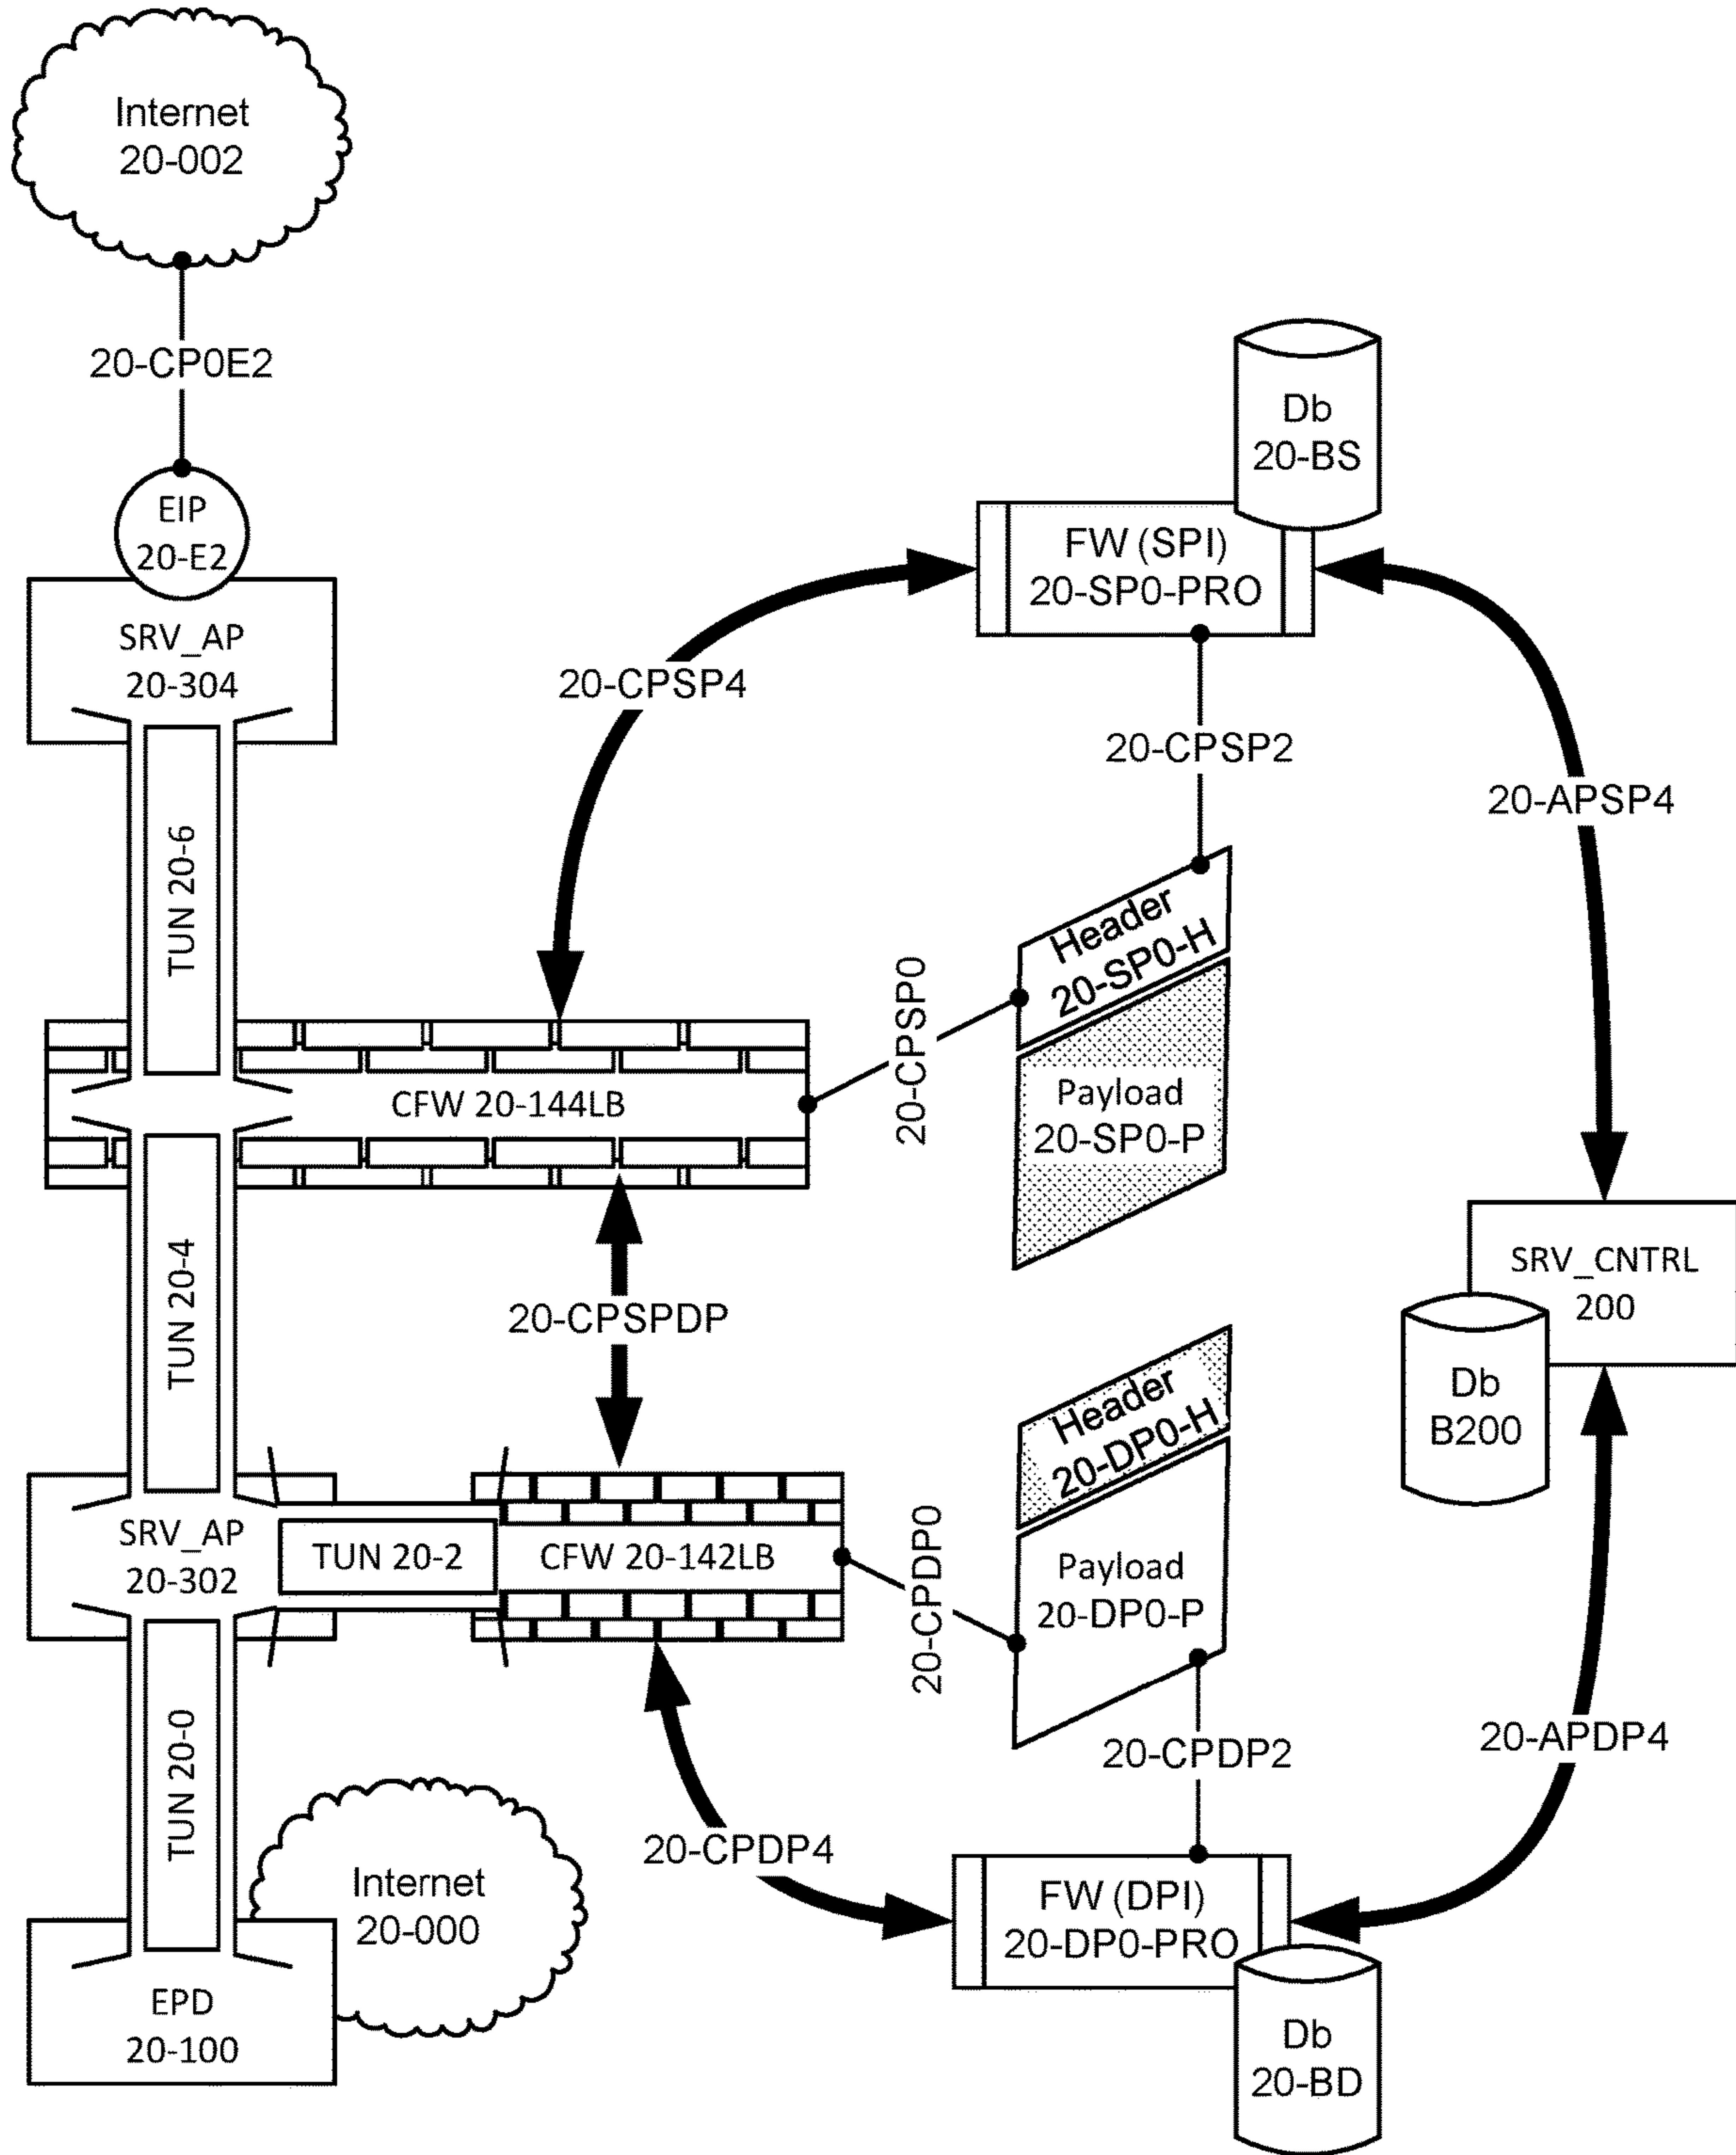 Internet
20-002
20-CP0E2
Db
20-BS
EIP
20-E2
FW (SPI)
20-SP0-PRO
SRV_AP
20-304
20-CPSP4
20-CPSP2
20-APSP4
TUN 20-6
Header
20-SP0-H
20-CPSP0
CFW 20-144LB
Payload
20-SP0-P
TUN 20-4
20-CPSPDP
SRV_CNTRL
200
Db
B200
Header
20-DP0-H
SRV_AP
20-302
TUN 20-2
CFW 20-142LB
20-CPDP0
Payload
20-DP0-P
TUN 20-0
20-CPDP2
20-APDP4
20-CPDP4
Internet
20-000
FW (DPI)
20-DP0-PRO
EPD
20-100
Db
20-BD